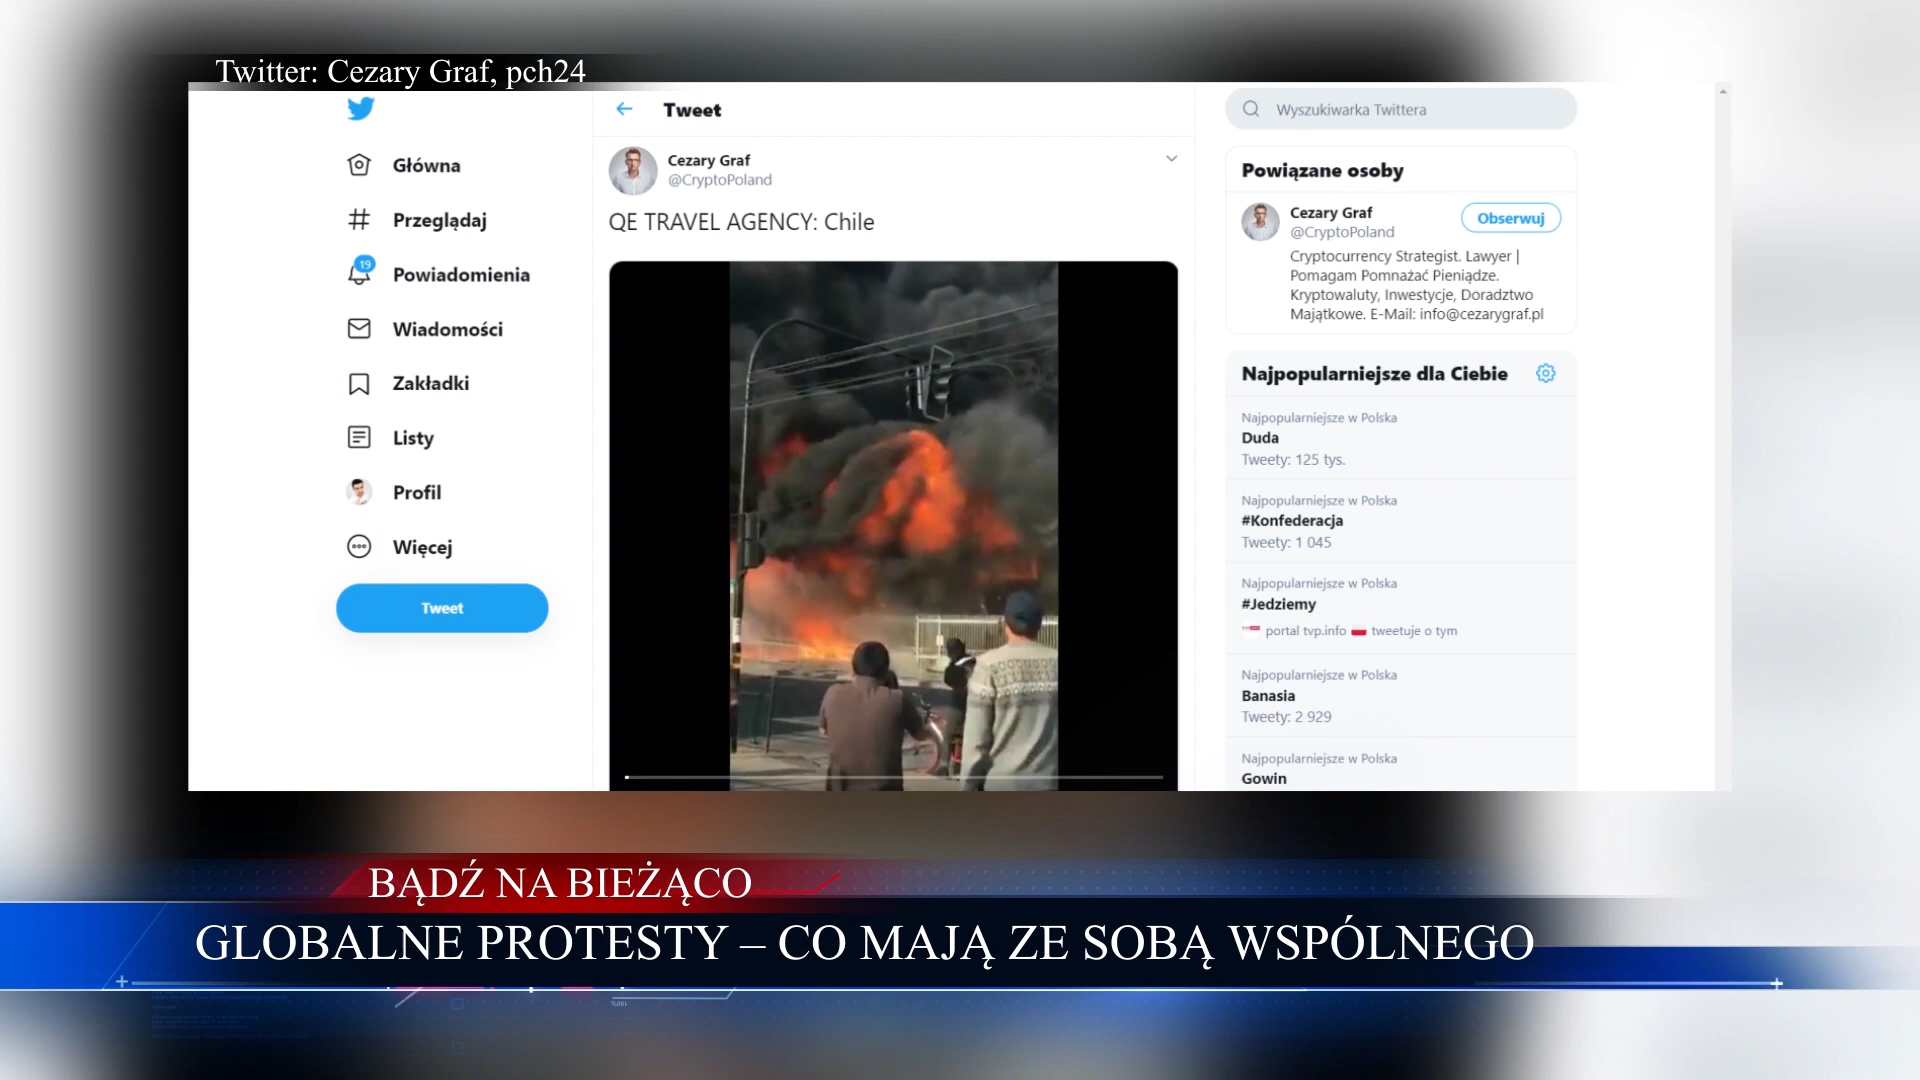 Twitter: Cezary Graf, pch24
Główna
Przeglądaj
19
Powiadomienia
Wiadomości
Zakładki
Listy
Profil
Więcej
Tweet
Tweet
Cezary Graf
@CryptoPoland
QE TRAVEL AGENCY: Chile
Wyszukiwarka Twittera
Powiązane osoby
Cezary Graf
@CryptoPoland
Obserwuj
Cryptocurrency Strategist. Lawyer |
Pomagam Pomnażać Pieniądze.
Kryptowaluty, Inwestycje, Doradztwo
Majątkowe. E-Mail: info@cezarygraf.pl
Najpopularniejsze dla Ciebie
Najpopularniejsze w Polska
Duda
Tweety: 125 tys.
Najpopularniejsze w Polska
#Konfederacja
Tweety: 1 045
Najpopularniejsze w Polska
#Jedziemy
portal tvp.info tweetuje o tym
Najpopularniejsze w Polska
Banasia
Tweety: 2 929
Najpopularniejsze w Polska
Gowin
BĄDŹ NA BIEŻĄCO
GLOBALNE PROTESTY – CO MAJĄ ZE SOBĄ WSPÓLNEGO